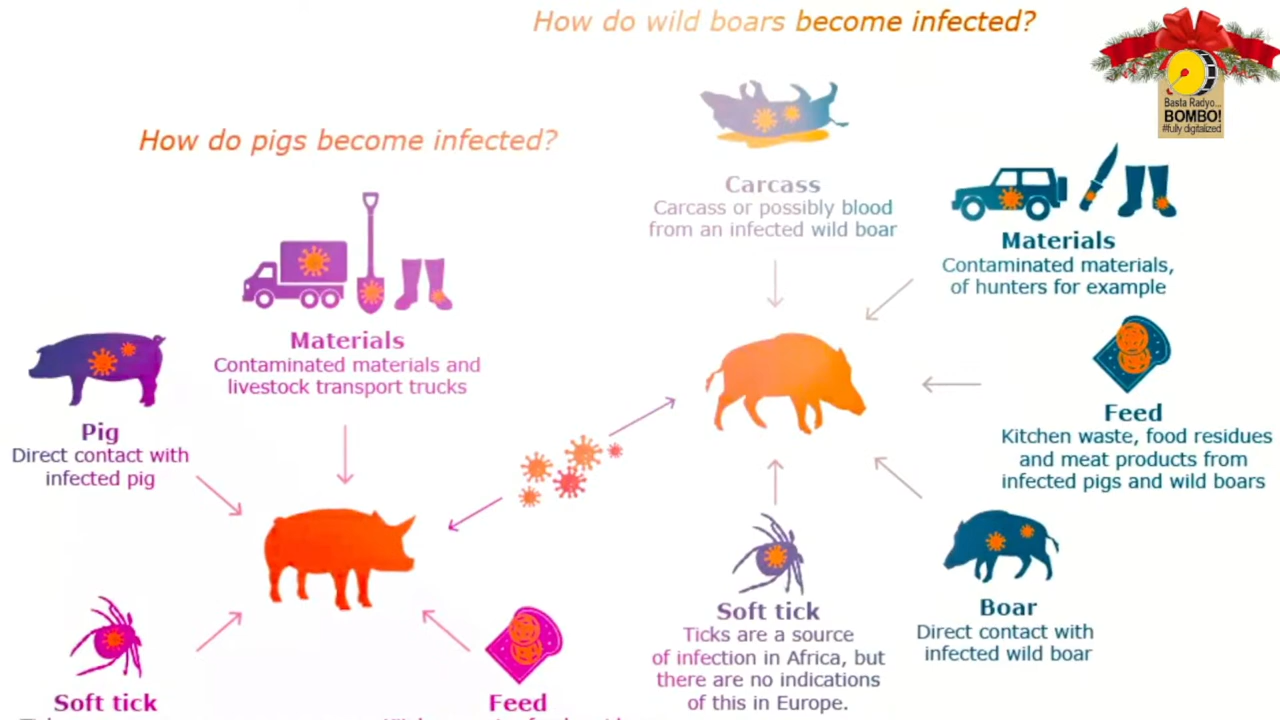 How do wild boars become infected?
Basta Radyo...
BOMBO!
#fully digitalized
How do pigs become infected?
Carcass
Carcass or possibly blood
from an infected wild boar
Materials
Contaminated materials,
of hunters for example
Materials
Contaminated materials and
livestock transport trucks
Pig
Direct contact with
infected pig
Feed
Kitchen waste, food residues
and meat products from
infected pigs and wild boars
Soft tick
Ticks are a source
of infection in Africa, but
there are no indications
of this in Europe.
Boar
Direct contact with
infected wild boar
Soft tick
Feed